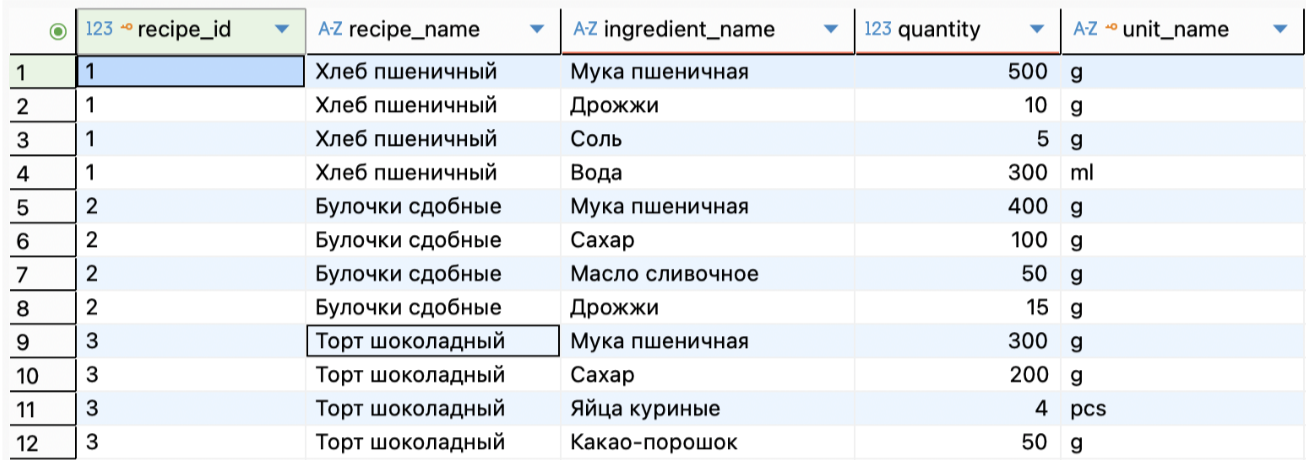 123 recipe_id A-Z recipe_name A-Z ingredient_name 123 quantity A-Z unit_name
1 1 Хлеб пшеничный Мука пшеничная 500 g
2 1 Хлеб пшеничный Дрожжи 10 g
3 1 Хлеб пшеничный Соль 5 g
4 1 Хлеб пшеничный Вода 300 ml
5 2 Булочки сдобные Мука пшеничная 400 g
6 2 Булочки сдобные Сахар 100 g
7 2 Булочки сдобные Масло сливочное 50 g
8 2 Булочки сдобные Дрожжи 15 g
9 3 Торт шоколадный Мука пшеничная 300 g
10 3 Торт шоколадный Сахар 200 g
11 3 Торт шоколадный Яйца куриные 4 pcs
12 3 Торт шоколадный Какао-порошок 50 g